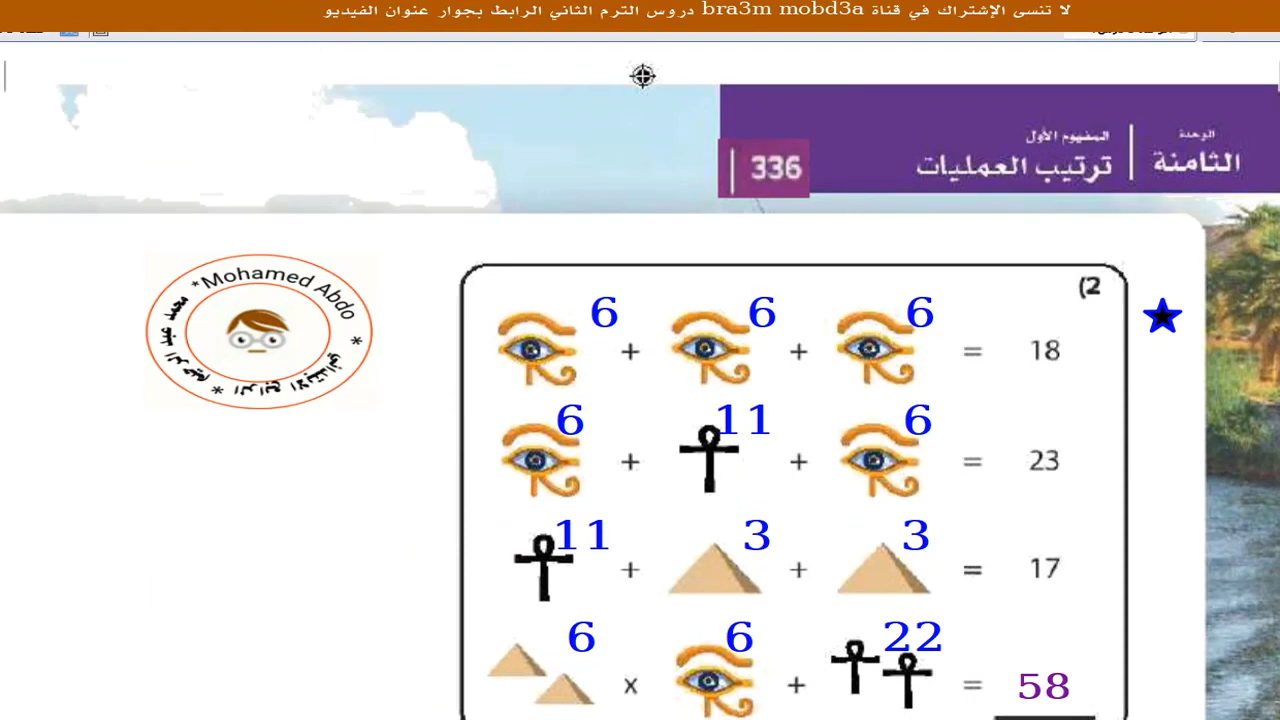 لا تنسى الإشتراك في قناة bra3m mobd3a دروس الترم الثاني الرابط بجوار عنوان الفيديو
الوحدة
الثامنة
المفهوم الأول
ترتيب العمليات
336
*Mohamed Abdo*
(2
6 6 6
+ + = 18
6 11 6
+ + = 23
11 3 3
+ + = 17
6 6 22
x + = 58